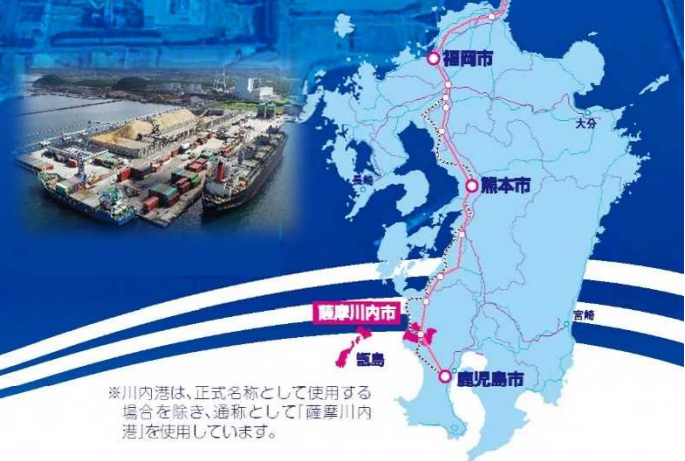 福岡市
大分
長崎
熊本市
薩摩川内市
宮崎
甑島
鹿児島市
※川内港は、正式名称として使用する
場合を除き、通称として「薩摩川内
港」を使用しています。